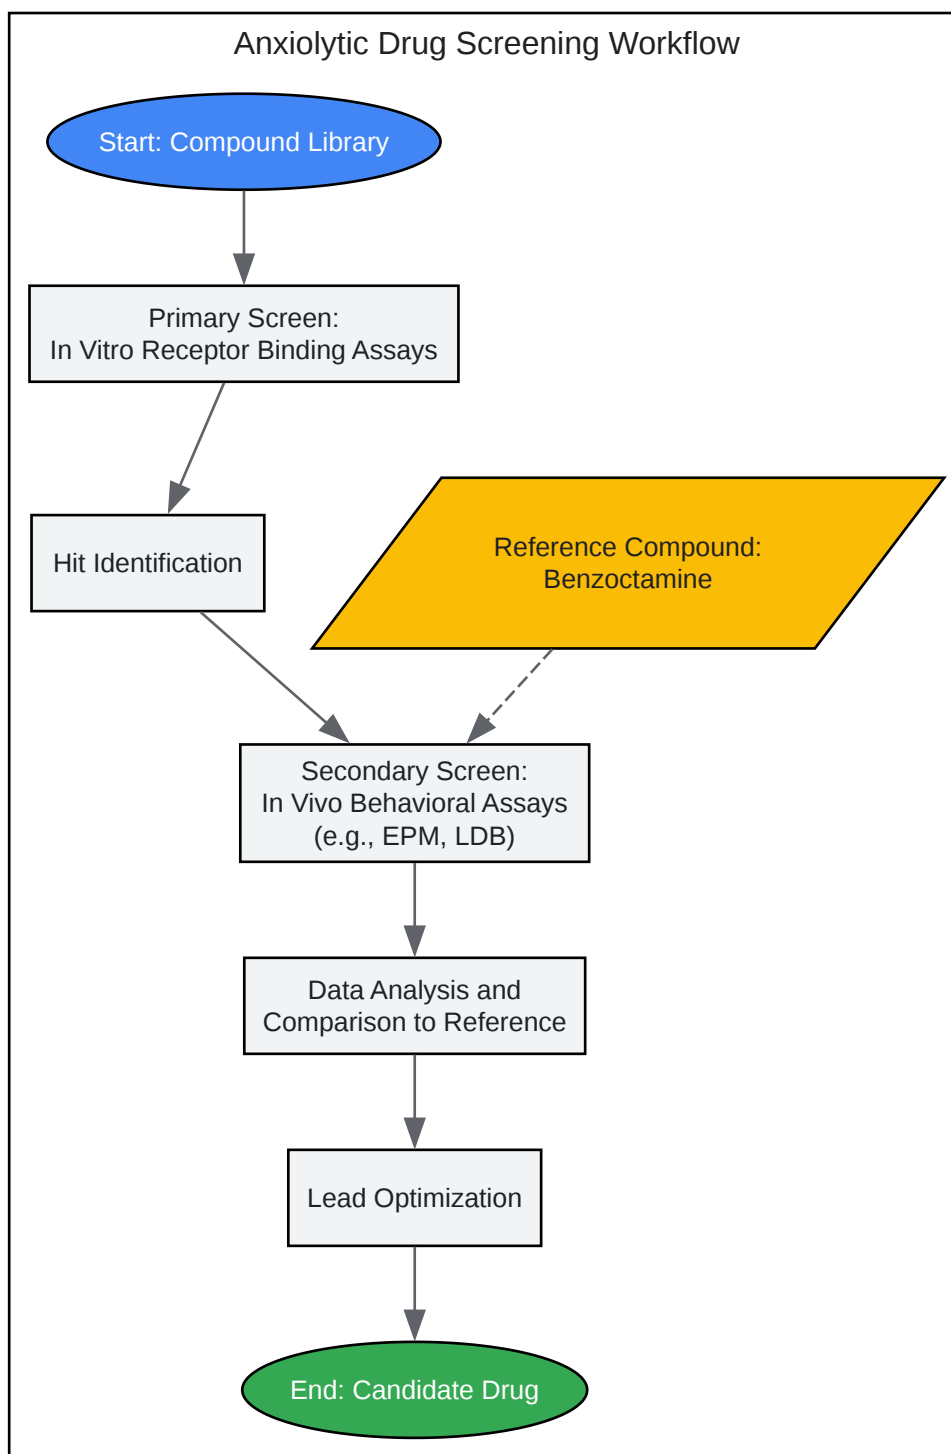 Anxiolytic Drug Screening Workflow
Start: Compound Library
Primary Screen:
In Vitro Receptor Binding Assays
Hit Identification
Reference Compound:
Benzoctamine
Secondary Screen:
In Vivo Behavioral Assays
(e.g., EPM, LDB)
Data Analysis and
Comparison to Reference
Lead Optimization
End: Candidate Drug